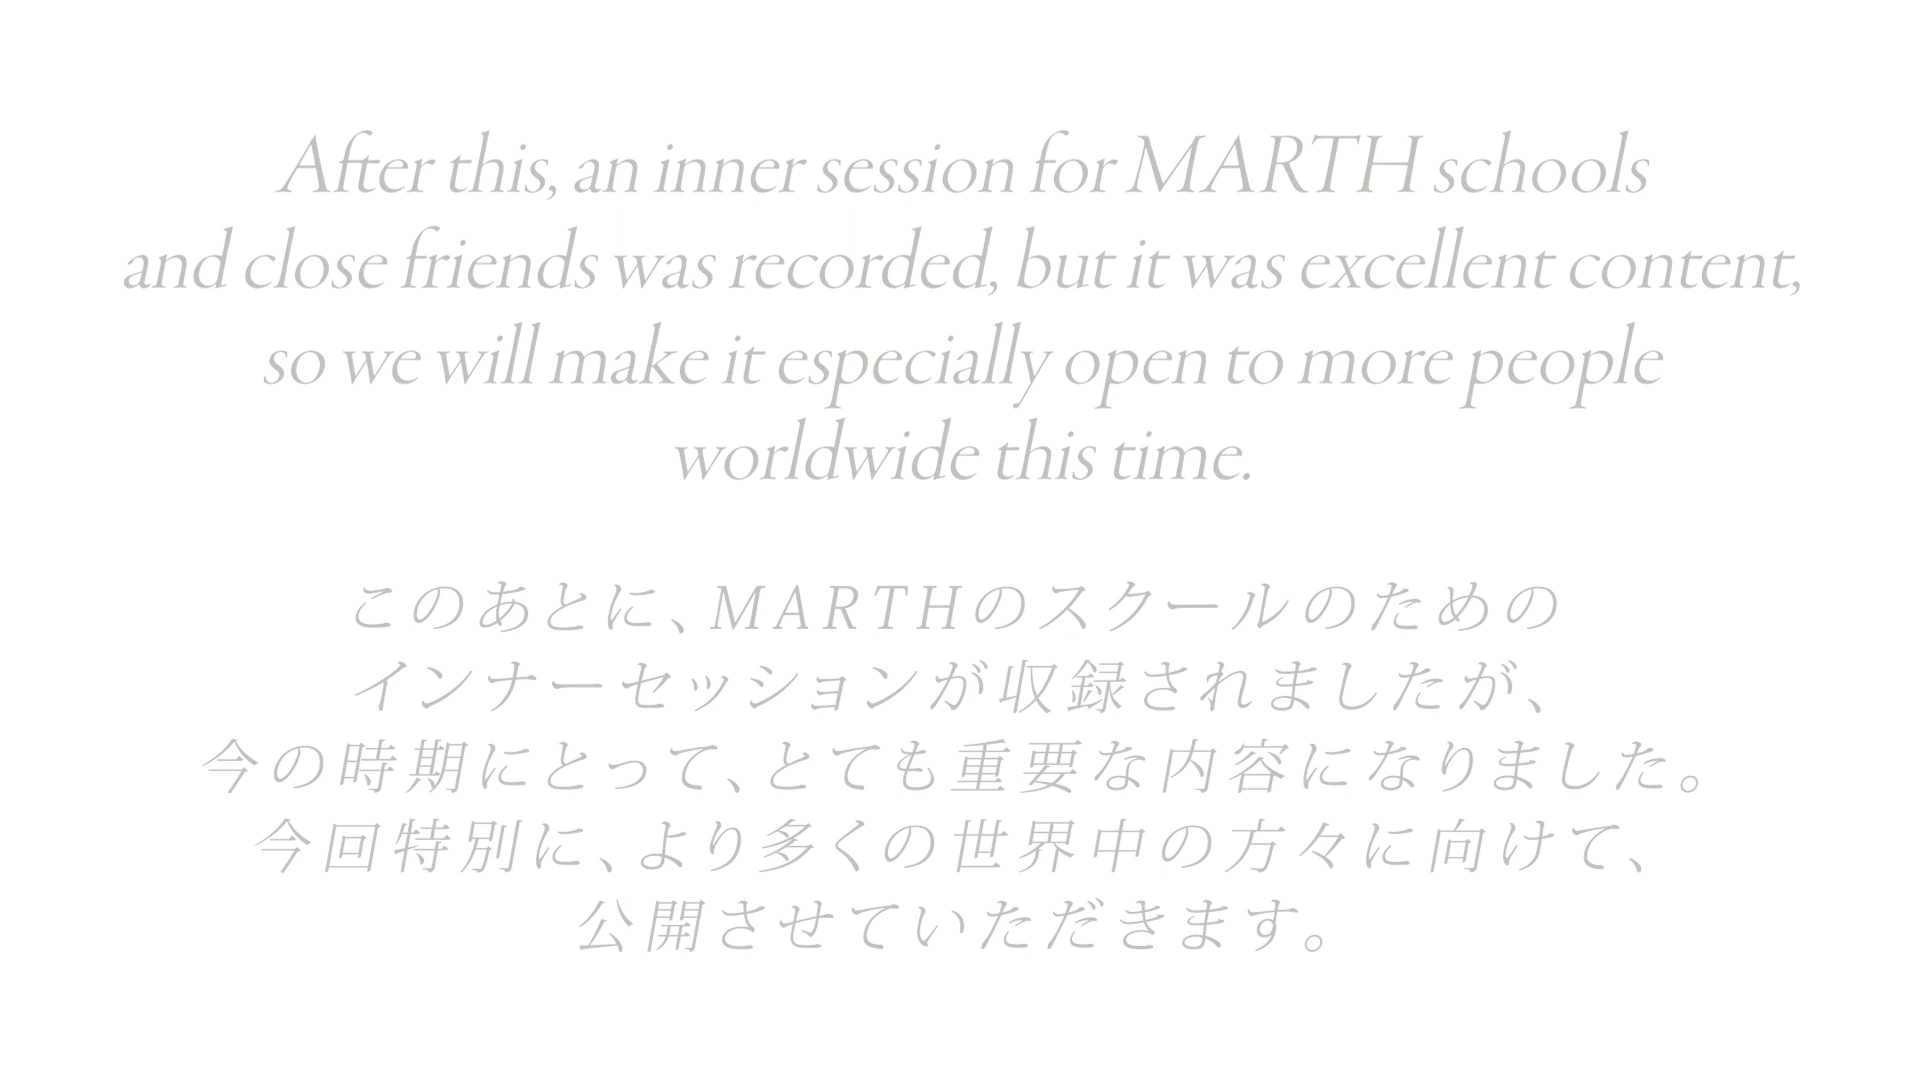 After this, an inner session for MARTH schools
and close friends was recorded, but it was excellent content,
so we will make it especially open to more people
worldwide this time.
このあとに、MARTHのスクールのための
インナーセッションが収録されましたが、
今の時期にとって、とても重要な内容になりました。
今回特別に、より多くの世界中の方々に向けて、
公開させていただきます。